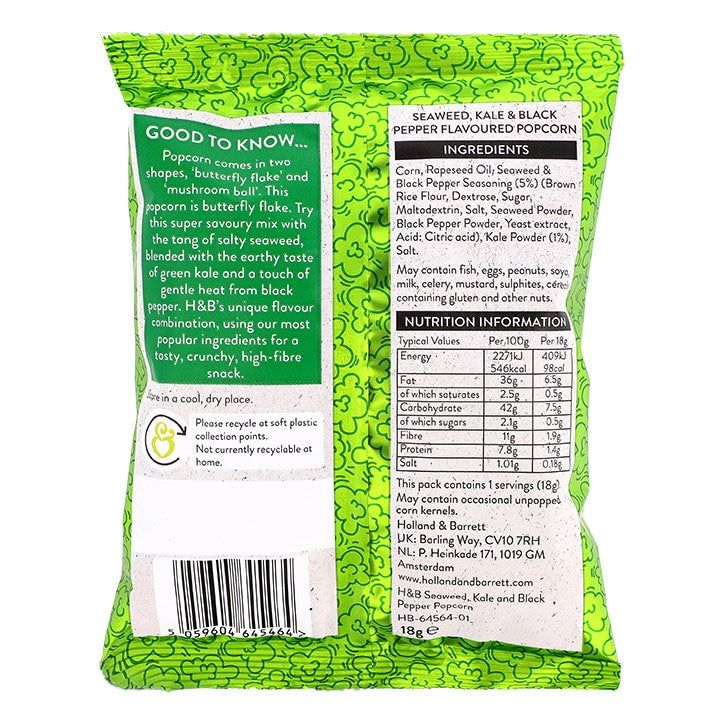 GOOD TO KNOW...
Popcorn comes in two
shapes, 'butterfly flake' and
'mushroom ball'. This
popcorn is butterfly flake. Try
this super savoury mix with
the tang of salty seaweed,
blended with the earthy taste
of green kale and a touch of
gentle heat from black
pepper. H&B's unique flavour
combination, using our most
popular ingredients for a
tasty, crunchy, high-fibre
snack.
in a cool, dry place.
Please recycle at soft plastic
collection points.
Not currently recyclable at
home.
5 059604 645464
SEAWEED, KALE & BLACK
PEPPER FLAVOURED POPCORN
INGREDIENTS
Corn, Rapeseed Oil, Seaweed &
Black Pepper Seasoning (5%) (Brown
Rice Flour, Dextrose, Sugar,
Maltodextrin, Salt, Seaweed Powder,
Black Pepper Powder, Yeast extract,
Acid: Citric acid), Kale Powder (1%),
Salt.
May contain fish, eggs, peanuts, soya,
milk, celery, mustard, sulphites, cereal
containing gluten and other nuts.
NUTRITION INFORMATION
Typical Values Per 100g Per 18g
Energy 2271kJ 409kJ
546kcal 98cal
Fat 36g 6.5g
of which saturates 2.5g 0.5g
Carbohydrate 42g 7.5g
of which sugars 2.1g 0.5g
Fibre 11g 1.9g
Protein 7.8g 1.4g
Salt 1.01g 0.18g
This pack contains 1 servings (18g)
May contain occasional unpopped
corn kernels.
Holland & Barrett
UK: Barling Way, CV10 7RH
NL: P. Heinkade 171, 1019 GM
Amsterdam
www.hollandandbarrett.com
H&B Seaweed, Kale and Black
Pepper Popcorn
HB-64564-01
18g e